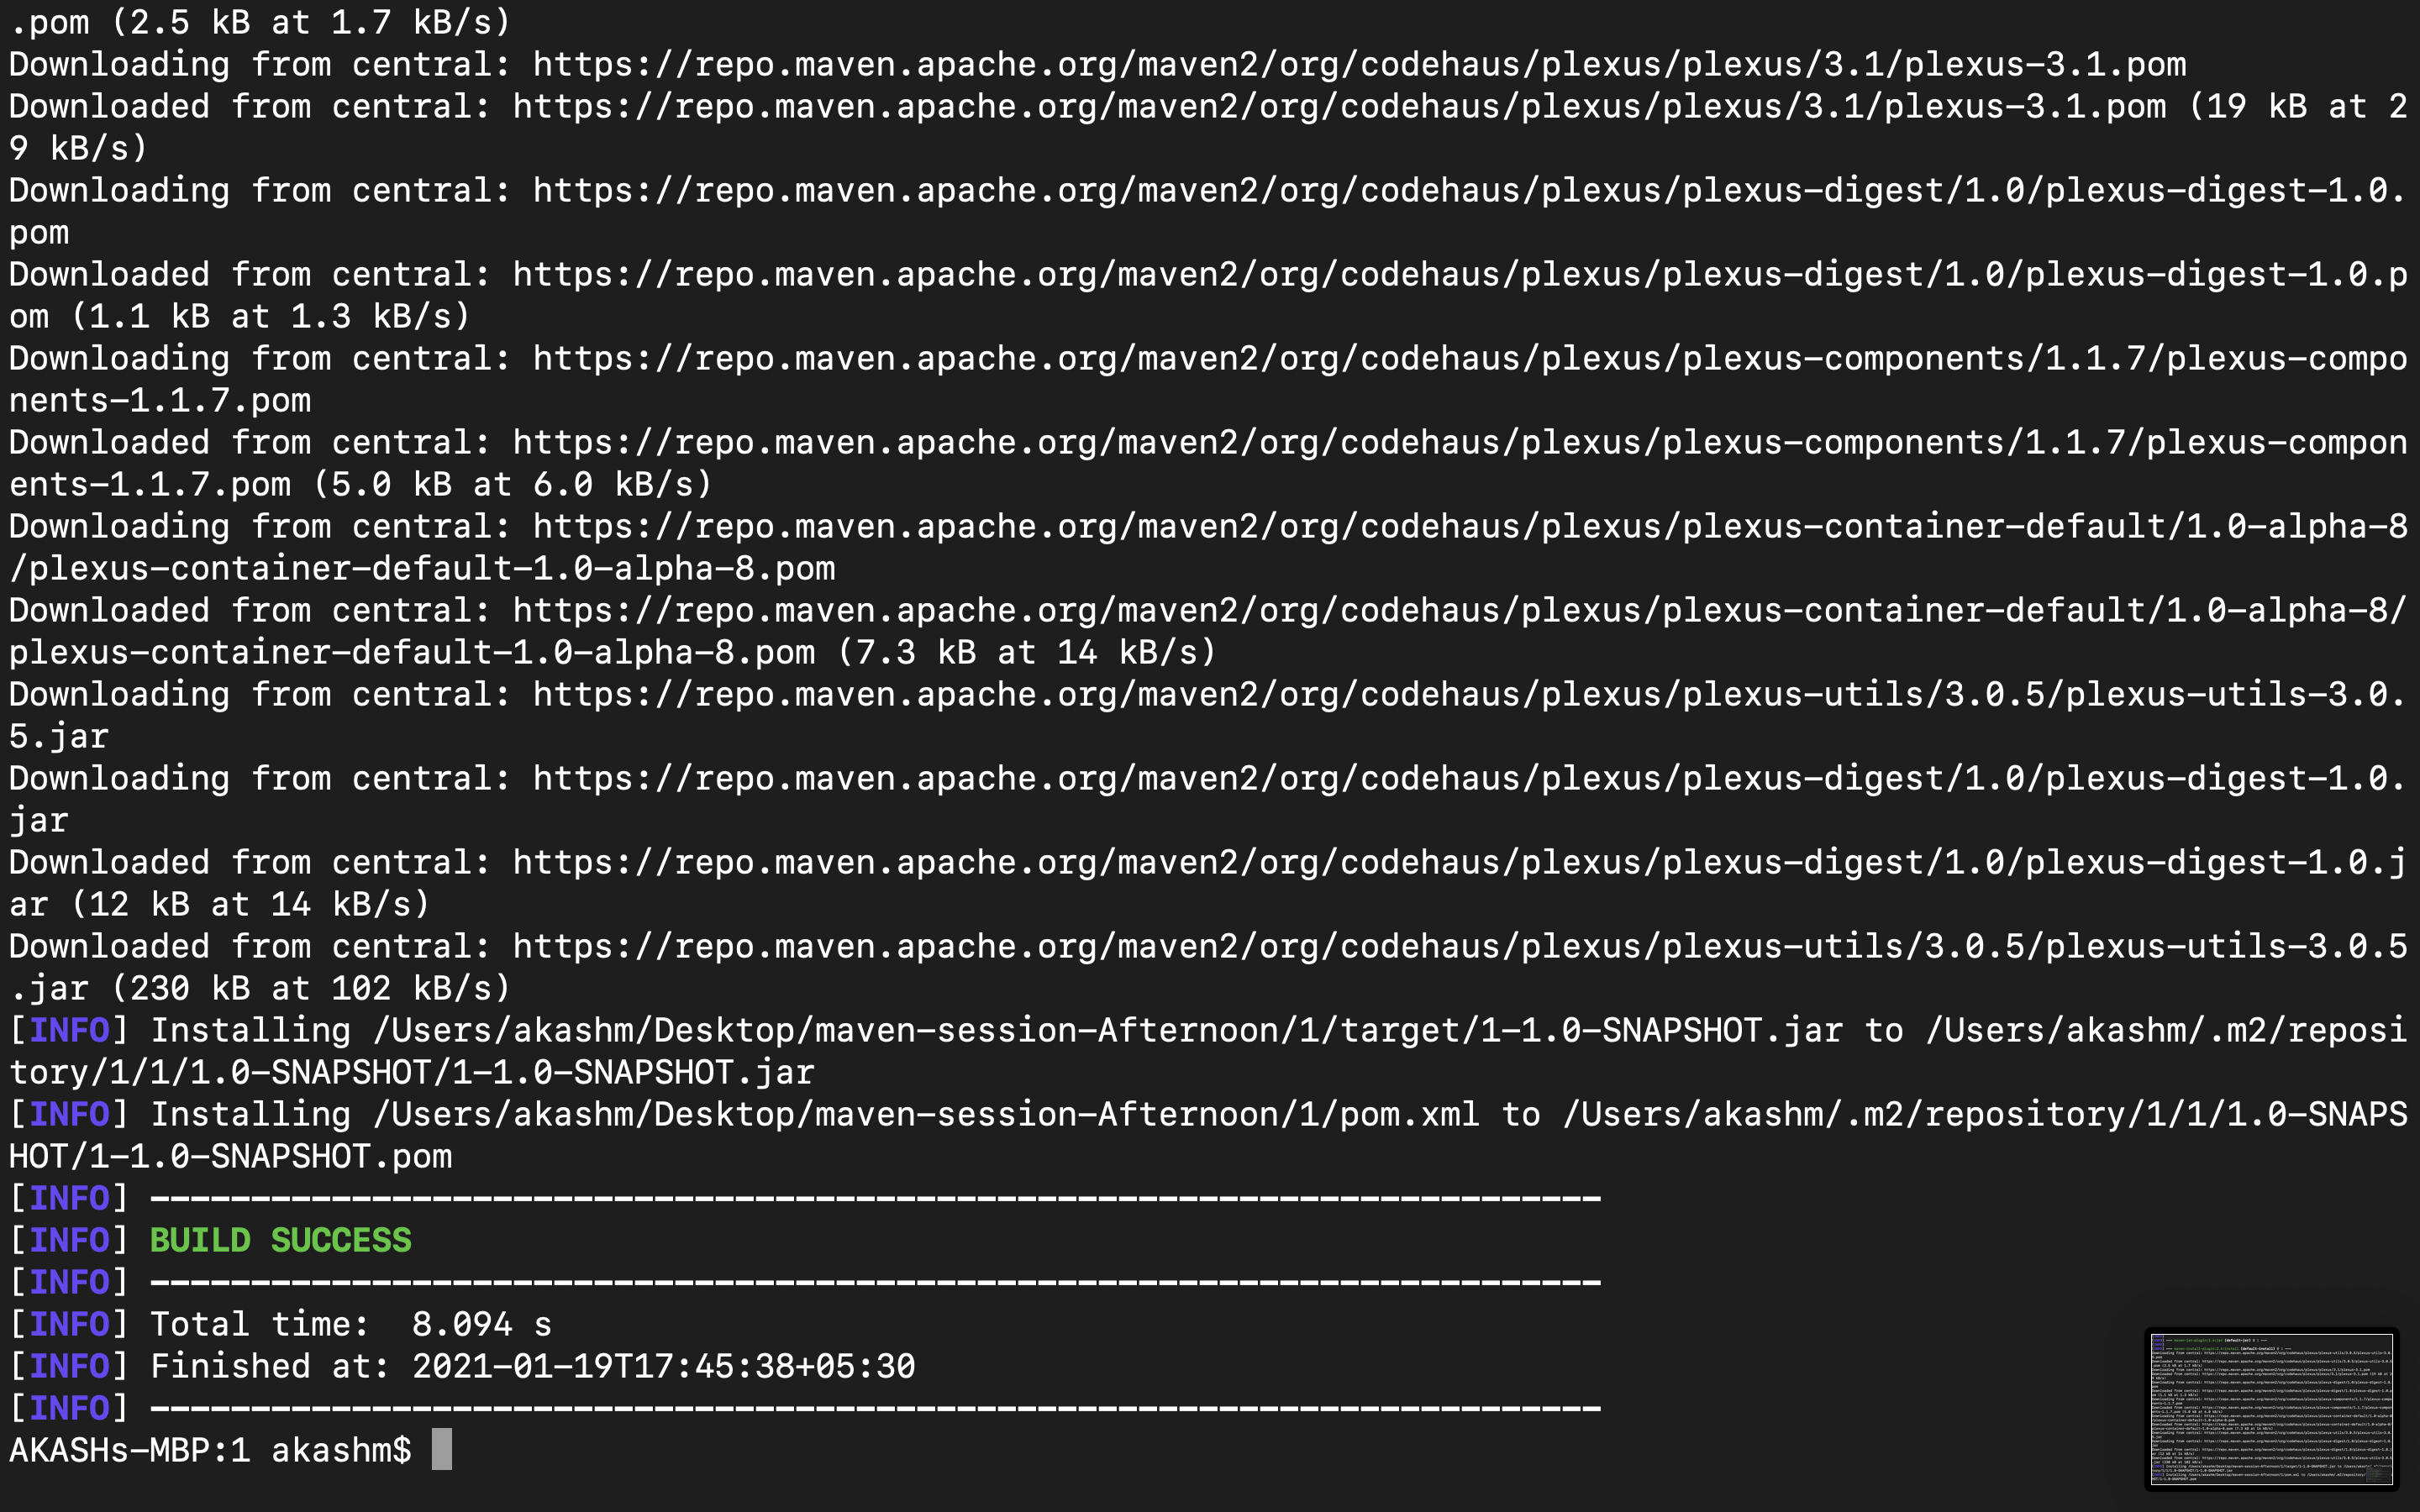 .pom (2.5 kB at 1.7 kB/s)
Downloading from central: https://repo.maven.apache.org/maven2/org/codehaus/plexus/plexus/3.1/plexus-3.1.pom
Downloaded from central: https://repo.maven.apache.org/maven2/org/codehaus/plexus/plexus/3.1/plexus-3.1.pom (19 kB at 2
9 kB/s)
Downloading from central: https://repo.maven.apache.org/maven2/org/codehaus/plexus/plexus-digest/1.0/plexus-digest-1.0.
pom
Downloaded from central: https://repo.maven.apache.org/maven2/org/codehaus/plexus/plexus-digest/1.0/plexus-digest-1.0.p
om (1.1 kB at 1.3 kB/s)
Downloading from central: https://repo.maven.apache.org/maven2/org/codehaus/plexus/plexus-components/1.1.7/plexus-compo
nents-1.1.7.pom
Downloaded from central: https://repo.maven.apache.org/maven2/org/codehaus/plexus/plexus-components/1.1.7/plexus-compon
ents-1.1.7.pom (5.0 kB at 6.0 kB/s)
Downloading from central: https://repo.maven.apache.org/maven2/org/codehaus/plexus/plexus-container-default/1.0-alpha-8
/plexus-container-default-1.0-alpha-8.pom
Downloaded from central: https://repo.maven.apache.org/maven2/org/codehaus/plexus/plexus-container-default/1.0-alpha-8/
plexus-container-default-1.0-alpha-8.pom (7.3 kB at 14 kB/s)
Downloading from central: https://repo.maven.apache.org/maven2/org/codehaus/plexus/plexus-utils/3.0.5/plexus-utils-3.0.
5.jar
Downloading from central: https://repo.maven.apache.org/maven2/org/codehaus/plexus/plexus-digest/1.0/plexus-digest-1.0.
jar
Downloaded from central: https://repo.maven.apache.org/maven2/org/codehaus/plexus/plexus-digest/1.0/plexus-digest-1.0.j
ar (12 kB at 14 kB/s)
Downloaded from central: https://repo.maven.apache.org/maven2/org/codehaus/plexus/plexus-utils/3.0.5/plexus-utils-3.0.5
.jar (230 kB at 102 kB/s)
[INFO] Installing /Users/akashm/Desktop/maven-session-Afternoon/1/target/1-1.0-SNAPSHOT.jar to /Users/akashm/.m2/reposi
tory/1/1/1.0-SNAPSHOT/1-1.0-SNAPSHOT.jar
[INFO] Installing /Users/akashm/Desktop/maven-session-Afternoon/1/pom.xml to /Users/akashm/.m2/repository/1/1/1.0-SNAPS
HOT/1-1.0-SNAPSHOT.pom
[INFO] ------------------------------------------------------------------------
[INFO] BUILD SUCCESS
[INFO] ------------------------------------------------------------------------
[INFO] Total time:  8.094 s
[INFO] Finished at: 2021-01-19T17:45:38+05:30
[INFO] ------------------------------------------------------------------------
AKASHs-MBP:1 akashm$